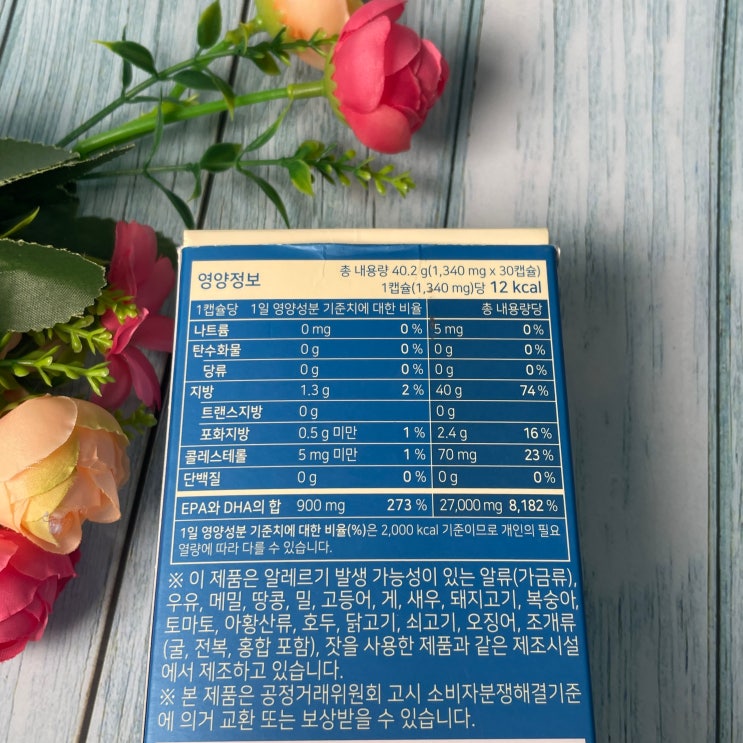 영양정보
총 내용량 40.2 g(1,340 mg x 30캡슐)
1캡슐(1,340 mg)당 12 kcal
1캡슐당 1일 영양성분 기준치에 대한 비율 총 내용량당
나트륨 0 mg 0 % 5 mg 0 %
탄수화물 0 g 0 % 0 g 0 %
당류 0 g 0 % 0 g 0 %
지방 1.3 g 2 % 40 g 74 %
트랜스지방 0 g 0 g
포화지방 0.5 g 미만 1 % 2.4 g 16 %
콜레스테롤 5 mg 미만 1 % 70 mg 23 %
단백질 0 g 0 % 0 g 0 %
EPA와 DHA의 합 900 mg 273 % 27,000 mg 8,182 %
1일 영양성분 기준치에 대한 비율(%)은 2,000 kcal 기준이므로 개인의 필요
열량에 따라 다를 수 있습니다.
※ 이 제품은 알레르기 발생 가능성이 있는 알류(가금류),
우유, 메밀, 땅콩, 밀, 고등어, 게, 새우, 돼지고기, 복숭아,
토마토, 아황산류, 호두, 닭고기, 쇠고기, 오징어, 조개류
(굴, 전복, 홍합 포함), 잣을 사용한 제품과 같은 제조시설
에서 제조하고 있습니다.
※ 본 제품은 공정거래위원회 고시 소비자분쟁해결기준
에 의거 교환 또는 보상받을 수 있습니다.